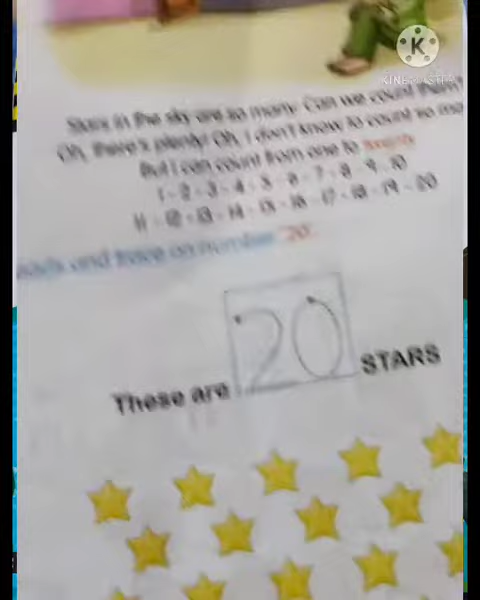 K
KINEMASTER
Stars in the sky are so many. Can we count them?
Oh, there's plenty! Oh, I don't know to count so
But I can count from one to twenty
1 - 2 - 3 - 4 - 5 - 6 - 7 - 8 - 9 - 10
11 - 12 - 13 - 14 - 15 - 16 - 17 - 18 - 19 - 20
and trace on number "20".
20
These are STARS